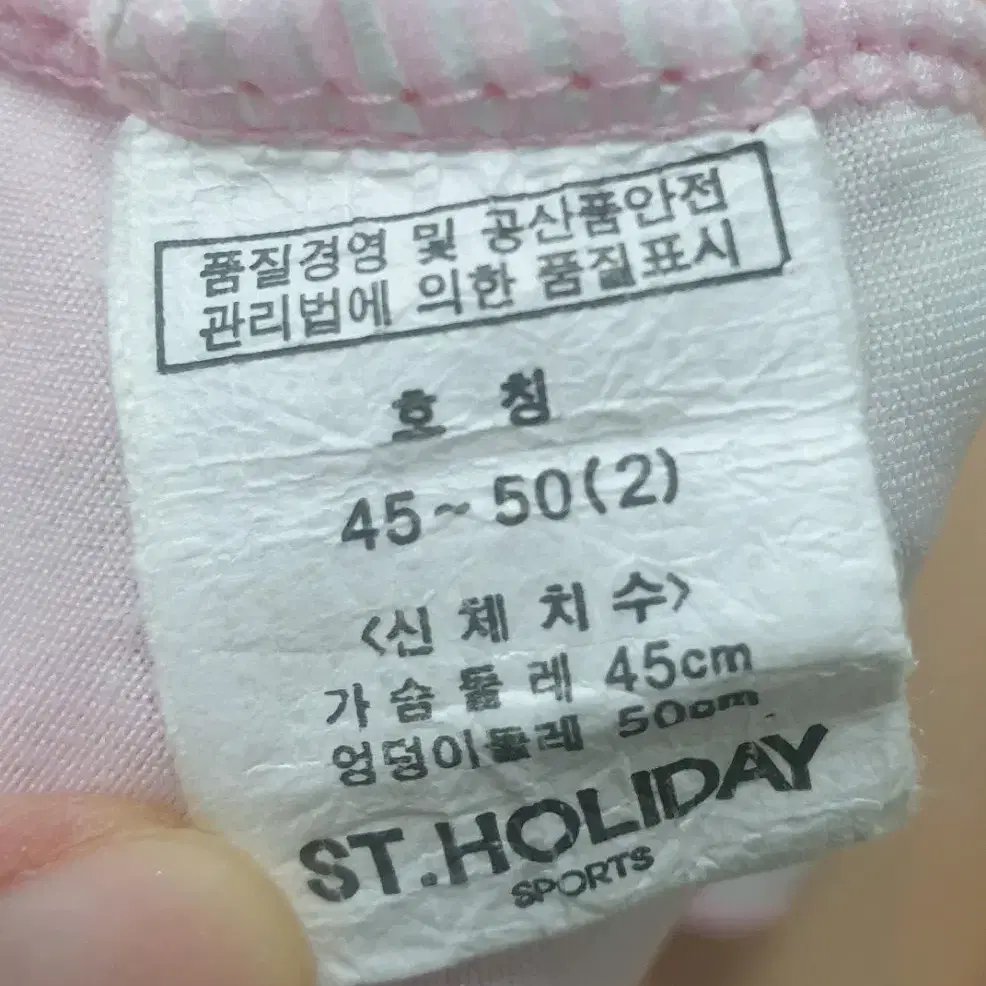 품질경영 및 공산품안전
관리법에 의한 품질표시
호 칭
45~50(2)
<신 체 치 수>
가 슴 둘 레 45cm
엉덩이둘레 50cm
ST.HOLIDAY
SPORTS